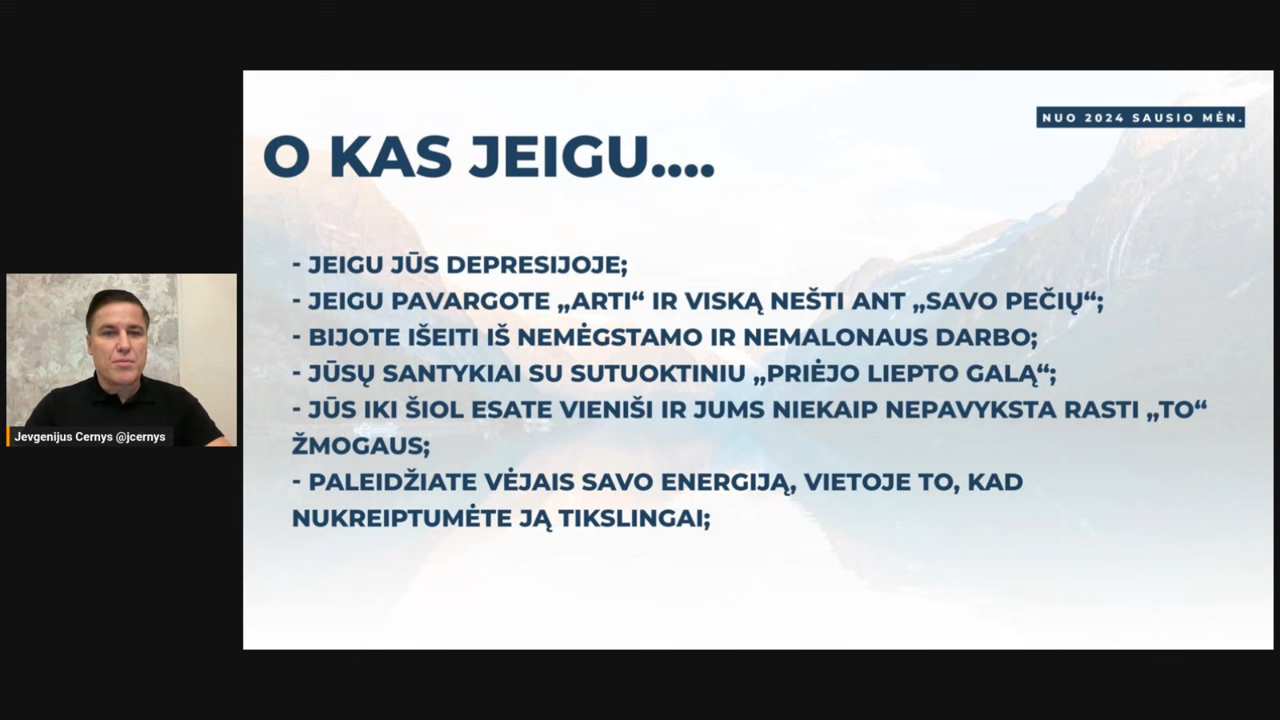 NUO 2024 SAUSIO MĖN.
O KAS JEIGU....
- JEIGU JŪS DEPRESIJOJE;
- JEIGU PAVARGOTE „ARTI“ IR VISKĄ NEŠTI ANT „SAVO PEČIŲ“;
- BIJOTE IŠEITI IŠ NEMĖGSTAMO IR NEMALONAUS DARBO;
- JŪSŲ SANTYKIAI SU SUTUOKTINIU „PRIĖJO LIEPTO GALĄ“;
- JŪS IKI ŠIOL ESATE VIENIŠI IR JUMS NIEKAIP NEPAVYKSTA RASTI „TO“
ŽMOGAUS;
- PALEIDŽIATE VĖJAIS SAVO ENERGIJĄ, VIETOJE TO, KAD
NUKREIPTUMĖTE JĄ TIKSLINGAI;
Jevgenijus Cernys @jcernys